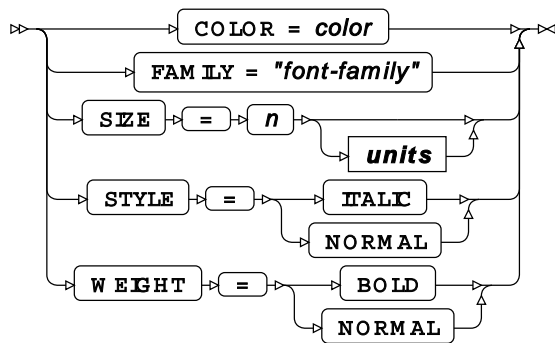 COLOR = color
FAMILY = "font-family"
SIZE = n
units
STYLE = ITALIC
NORMAL
WEIGHT = BOLD
NORMAL